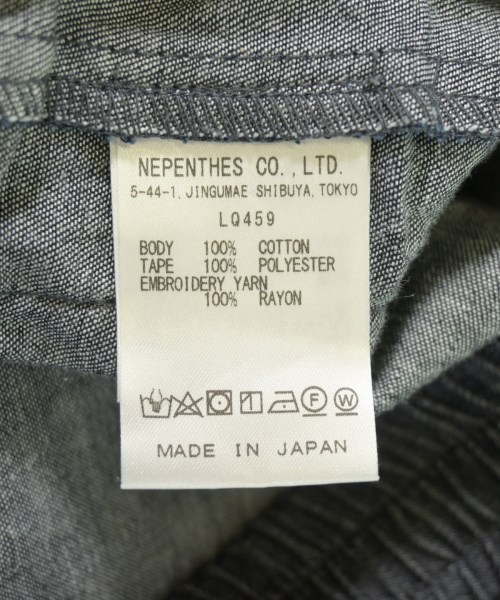 NEPENTHES CO.,LTD.
5-44-1, JINGUMAE SHIBUYA, TOKYO
LQ459
BODY 100% COTTON
TAPE 100% POLYESTER
EMBROIDERY YARN
100% RAYON
F W
MADE IN JAPAN